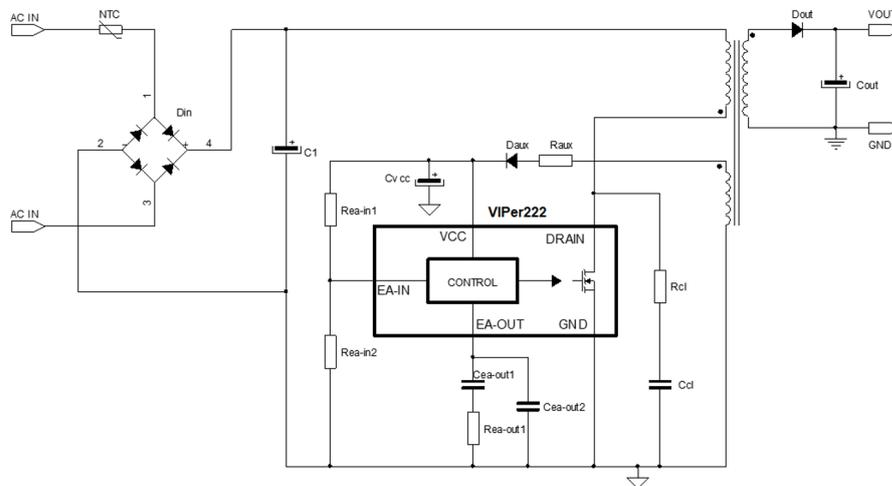 AC IN
NTC
Dout
VOUT
1
Din
Cout
2
-
+
4
C1
GND
Daux
Raux
Cvcc
3
AC IN
Rea-in1
VIPer222
VCC
DRAIN
CONTROL
EA-IN
Rcl
EA-OUT
GND
Rea-in2
Cea-out1
Ccl
Cea-out2
Rea-out1